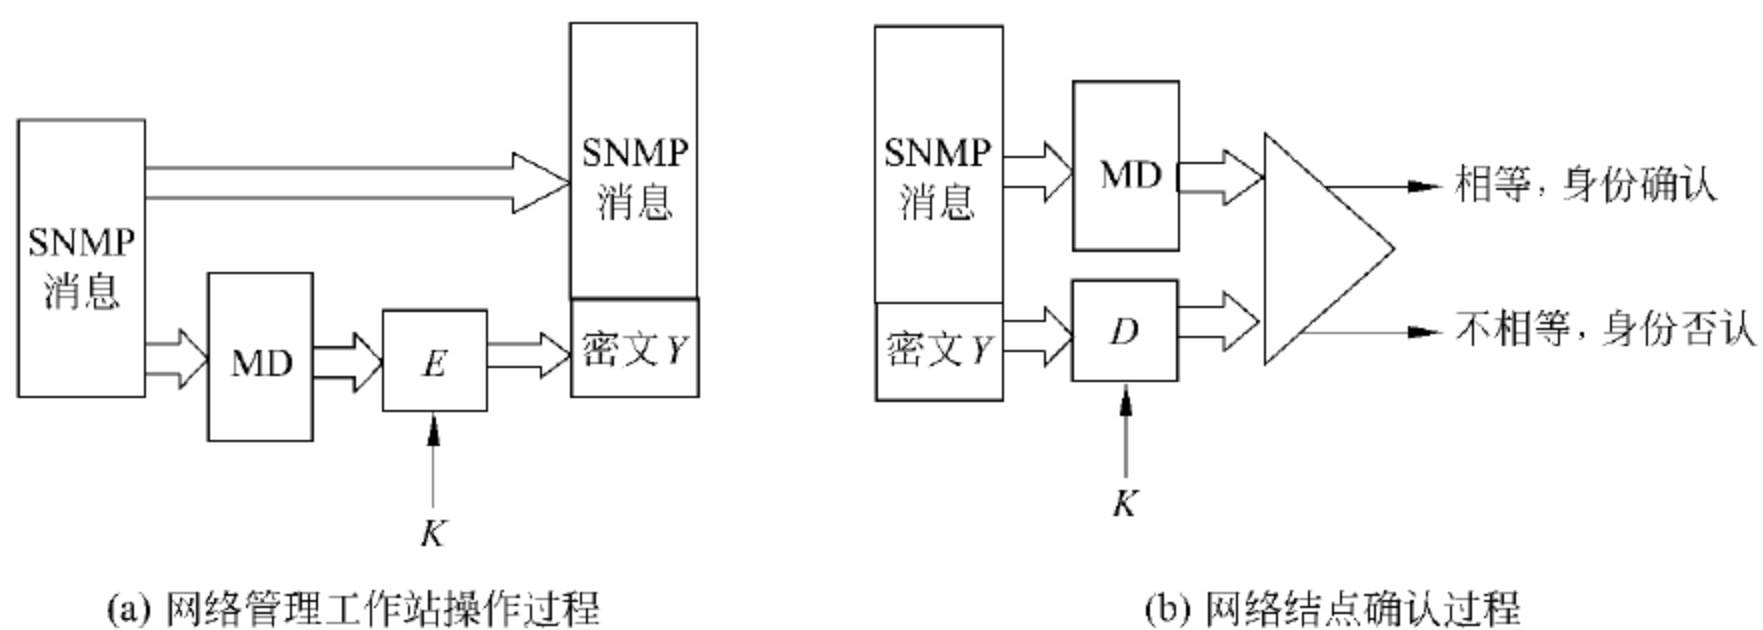 SNMP
消息
MD
E
K
SNMP
消息
密文Y
(a) 网络管理工作站操作过程
SNMP
消息
密文Y
MD
D
K
相等，身份确认
不相等，身份否认
(b) 网络结点确认过程